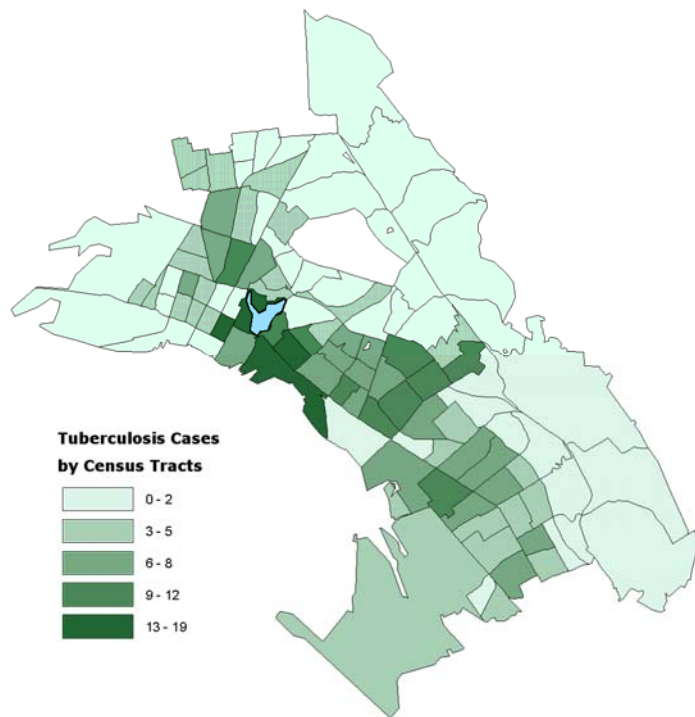 Tuberculosis Cases
by Census Tracts
0 - 2
3 - 5
6 - 8
9 - 12
13 - 19